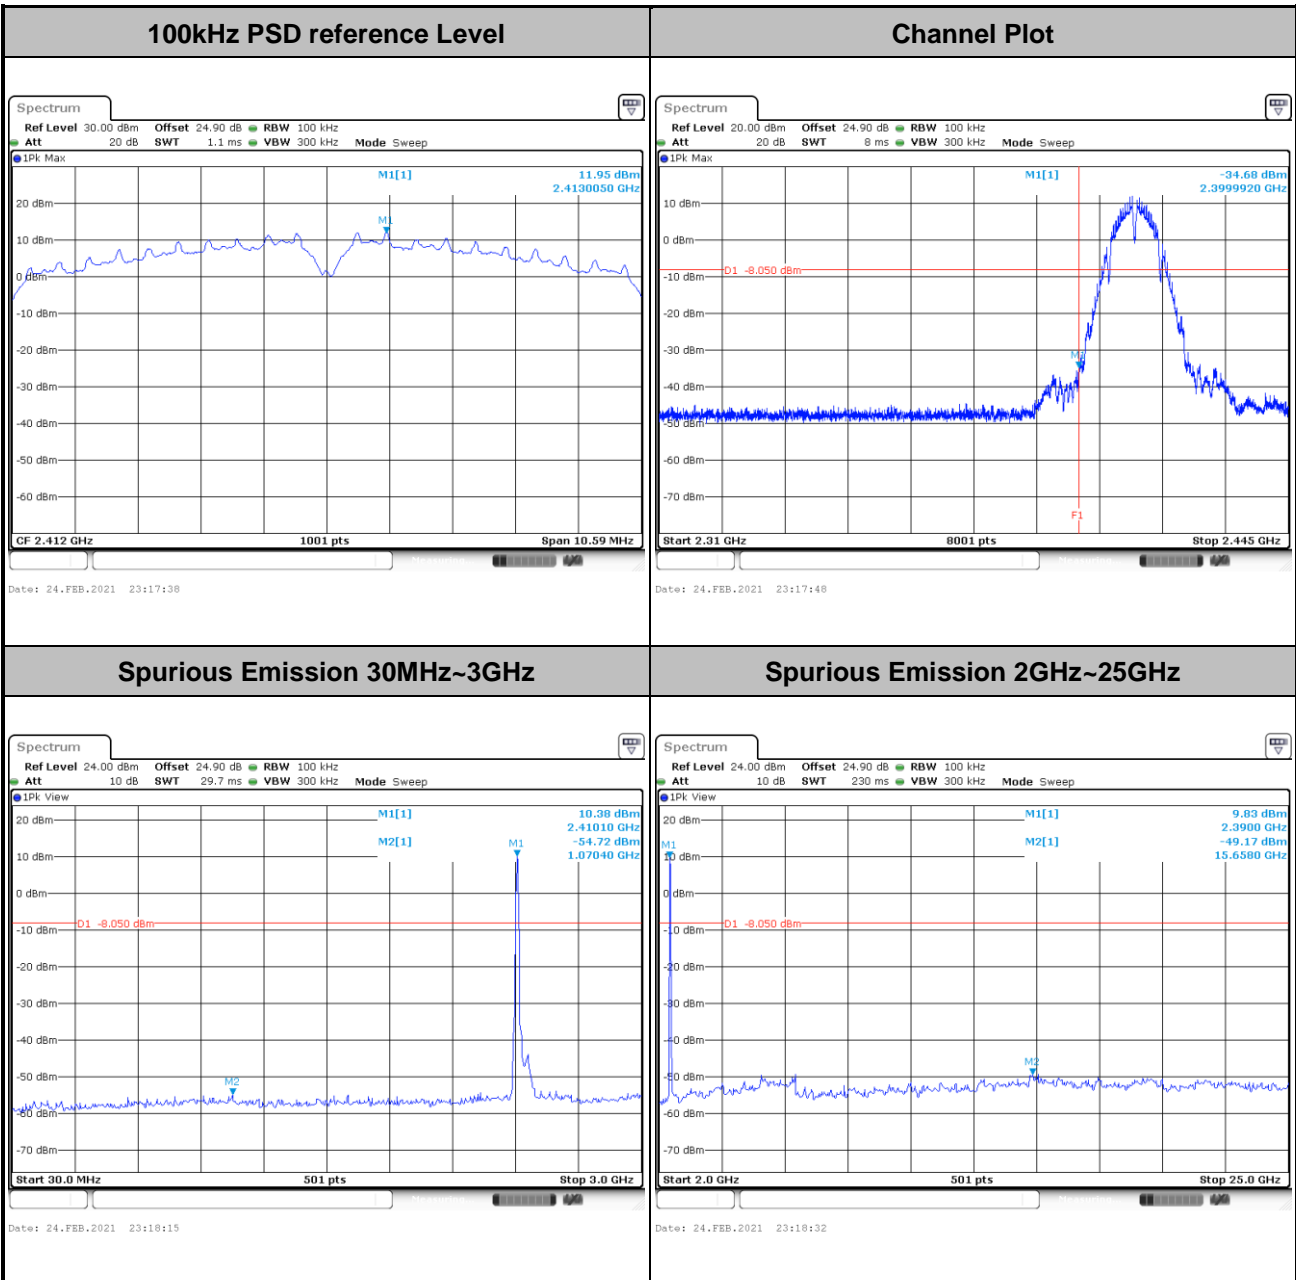 100kHz PSD reference Level
Spectrum
Ref Level 30.00 dBm Offset 24.90 dB RBW 100 kHz
Att 20 dB SWT 1.1 ms VBW 300 kHz Mode Sweep
1Pk Max
M1[1] 11.95 dBm
2.4130050 GHz
M1
20 dBm
10 dBm
0 dBm
-10 dBm
-20 dBm
-30 dBm
-40 dBm
-50 dBm
-60 dBm
CF 2.412 GHz 1001 pts Span 10.59 MHz
Measuring...
Date: 24.FEB.2021 23:17:38
Channel Plot
Spectrum
Ref Level 20.00 dBm Offset 24.90 dB RBW 100 kHz
Att 20 dB SWT 8 ms VBW 300 kHz Mode Sweep
1Pk Max
M1[1] -34.68 dBm
2.3999920 GHz
10 dBm
0 dBm
D1 -8.050 dBm
-10 dBm
-20 dBm
-30 dBm
M1
-40 dBm
-50 dBm
-60 dBm
-70 dBm
F1
Start 2.31 GHz 8001 pts Stop 2.445 GHz
Measuring...
Date: 24.FEB.2021 23:17:48
Spurious Emission 30MHz~3GHz
Spectrum
Ref Level 24.00 dBm Offset 24.90 dB RBW 100 kHz
Att 10 dB SWT 29.7 ms VBW 300 kHz Mode Sweep
1Pk View
M1[1] 10.38 dBm
2.41010 GHz
M2[1] -54.72 dBm
1.07040 GHz
20 dBm
M1
10 dBm
0 dBm
D1 -8.050 dBm
-10 dBm
-20 dBm
-30 dBm
-40 dBm
-50 dBm
M2
-60 dBm
-70 dBm
Start 30.0 MHz 501 pts Stop 3.0 GHz
Measuring...
Date: 24.FEB.2021 23:18:15
Spurious Emission 2GHz~25GHz
Spectrum
Ref Level 24.00 dBm Offset 24.90 dB RBW 100 kHz
Att 10 dB SWT 230 ms VBW 300 kHz Mode Sweep
1Pk View
M1[1] 9.83 dBm
2.3900 GHz
M2[1] -49.17 dBm
15.6580 GHz
20 dBm
M1
10 dBm
0 dBm
D1 -8.050 dBm
-10 dBm
-20 dBm
-30 dBm
-40 dBm
M2
-50 dBm
-60 dBm
-70 dBm
Start 2.0 GHz 501 pts Stop 25.0 GHz
Measuring...
Date: 24.FEB.2021 23:18:32